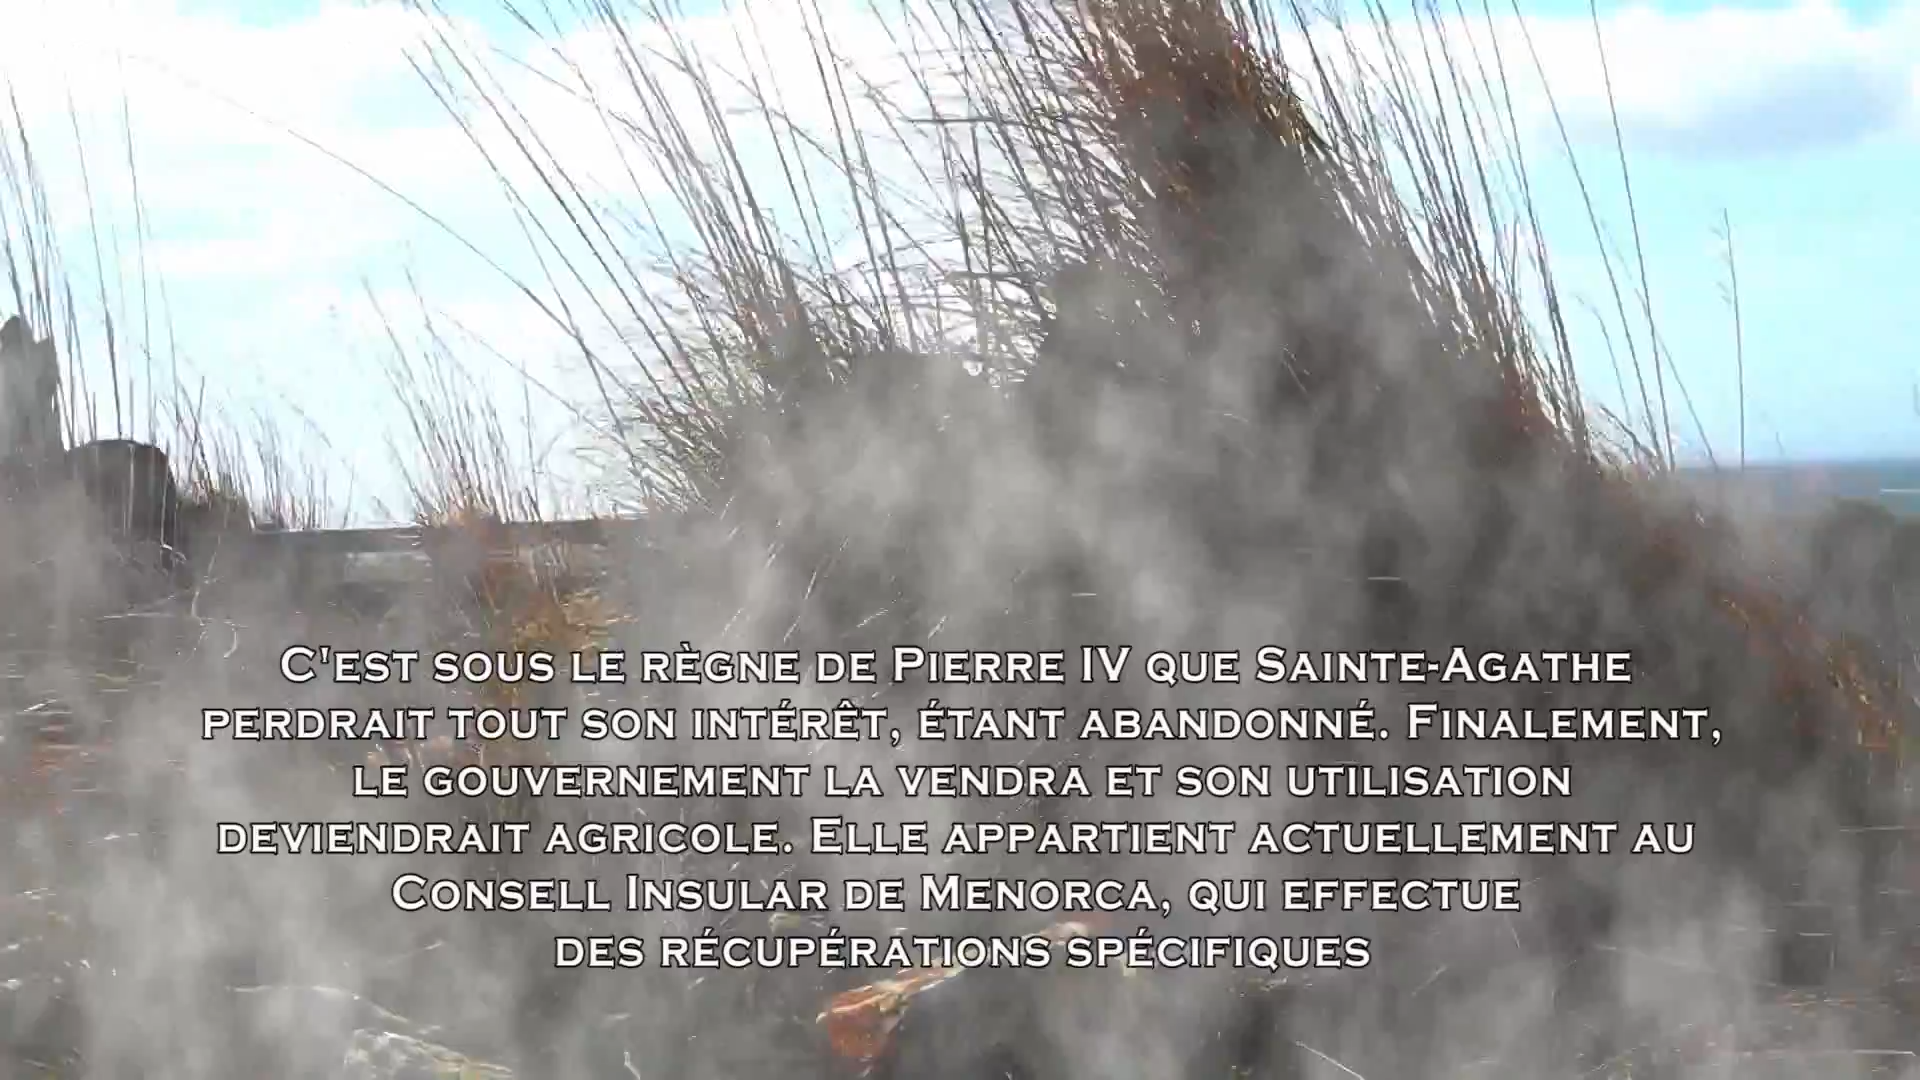 C'est sous le règne de Pierre IV que Sainte-Agathe
perdrait tout son intérêt, étant abandonné. Finalement,
le gouvernement la vendra et son utilisation
deviendrait agricole. Elle appartient actuellement au
Consell Insular de Menorca, qui effectue
des récupérations spécifiques